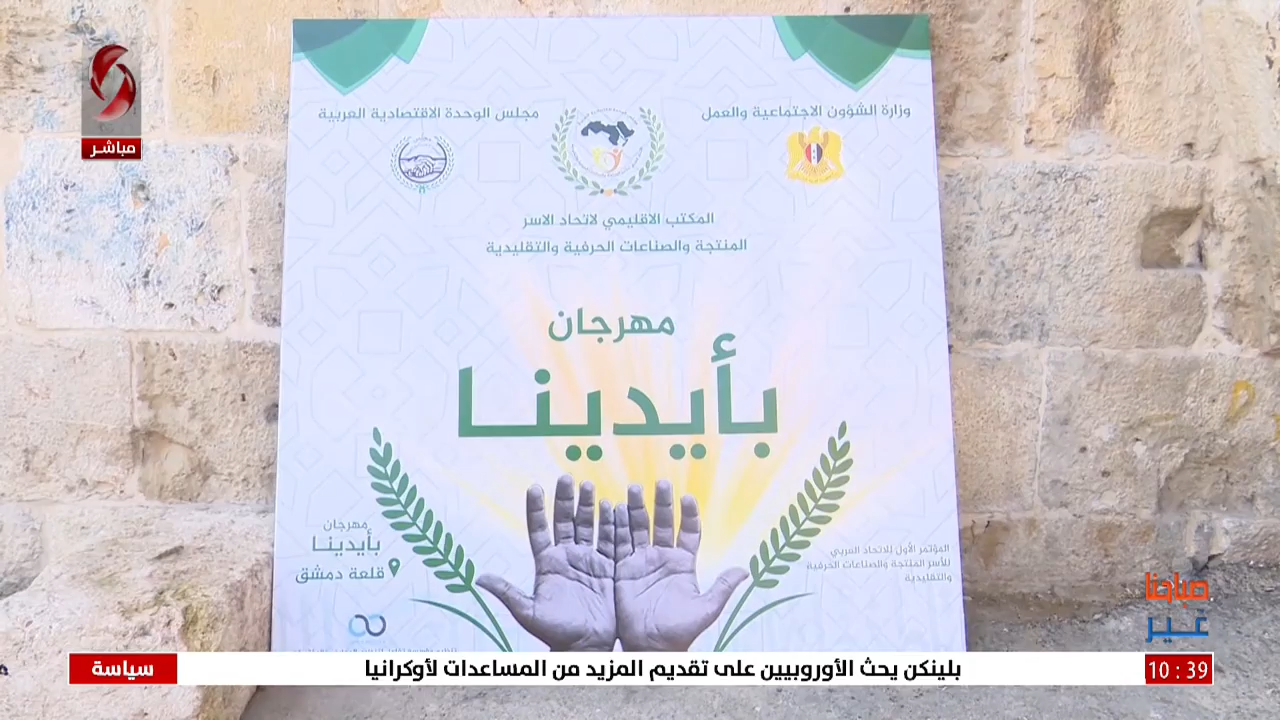 مباشر
وزارة الشؤون الاجتماعية والعمل
مجلس الوحدة الاقتصادية العربية
المكتب الاقليمي لاتحاد الاسر
المنتجة والصناعات الحرفية والتقليدية
مهرجان
بأيدينا
مهرجان
بأيدينا
قلعة دمشق
المؤتمر الأول للاتحاد العربي
للأسر المنتجة والصناعات الحرفية
والتقليدية
صباحنا
غير
سياسة
بلينكن يحث الأوروبيين على تقديم المزيد من المساعدات لأوكرانيا
10 : 39